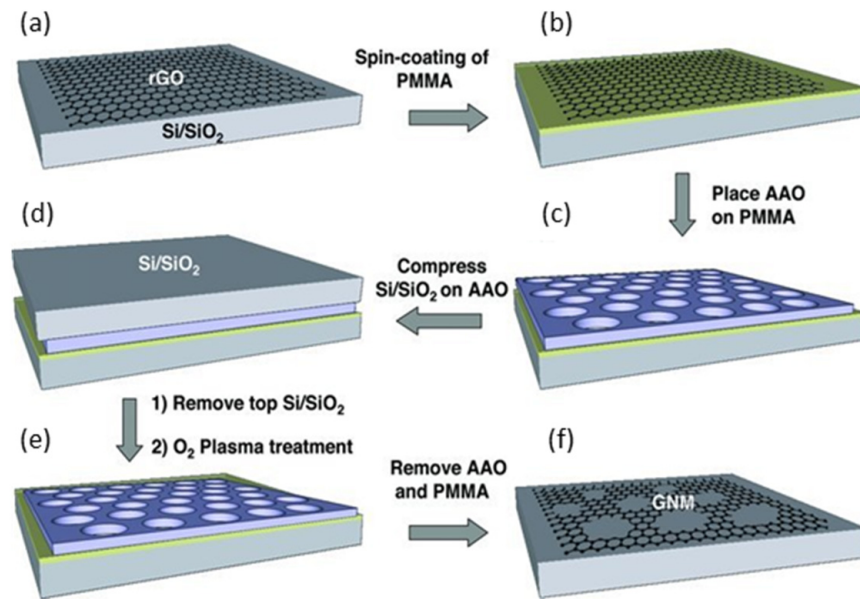 (a)
rGO
Si/SiO₂
Spin-coating of
PMMA
(b)
Place AAO
on PMMA
(c)
Compress
Si/SiO₂ on AAO
(d)
Si/SiO₂
1) Remove top Si/SiO₂
2) O₂ Plasma treatment
(e)
Remove AAO
and PMMA
(f)
GNM